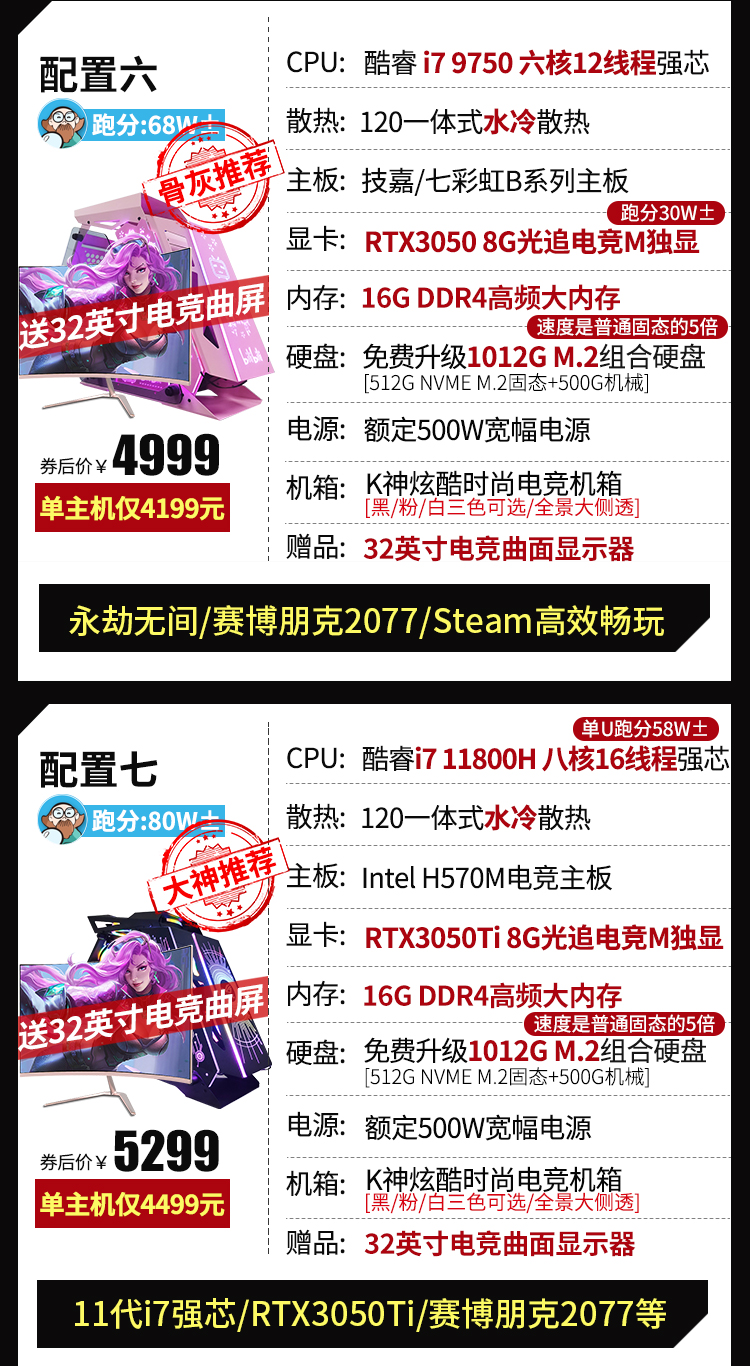 配置六
跑分:68W±
骨灰推荐
送32英寸电竞曲屏
券后价￥4999
单主机仅4199元
CPU: 酷睿 i7 9750 六核12线程强芯
散热: 120一体式水冷散热
主板: 技嘉/七彩虹B系列主板
跑分30W±
显卡: RTX3050 8G光追电竞M独显
内存: 16G DDR4高频大内存
速度是普通固态的5倍
硬盘: 免费升级1012G M.2组合硬盘
[512G NVME M.2固态+500G机械]
电源: 额定500W宽幅电源
机箱: K神炫酷时尚电竞机箱
[黑/粉/白三色可选/全景大侧透]
赠品: 32英寸电竞曲面显示器
永劫无间/赛博朋克2077/Steam高效畅玩
配置七
跑分:80W±
大神推荐
送32英寸电竞曲屏
券后价￥5299
单主机仅4499元
单U跑分58W±
CPU: 酷睿i7 11800H 八核16线程强芯
散热: 120一体式水冷散热
主板: Intel H570M电竞主板
显卡: RTX3050Ti 8G光追电竞M独显
内存: 16G DDR4高频大内存
速度是普通固态的5倍
硬盘: 免费升级1012G M.2组合硬盘
[512G NVME M.2固态+500G机械]
电源: 额定500W宽幅电源
机箱: K神炫酷时尚电竞机箱
[黑/粉/白三色可选/全景大侧透]
赠品: 32英寸电竞曲面显示器
11代i7强芯/RTX3050Ti/赛博朋克2077等